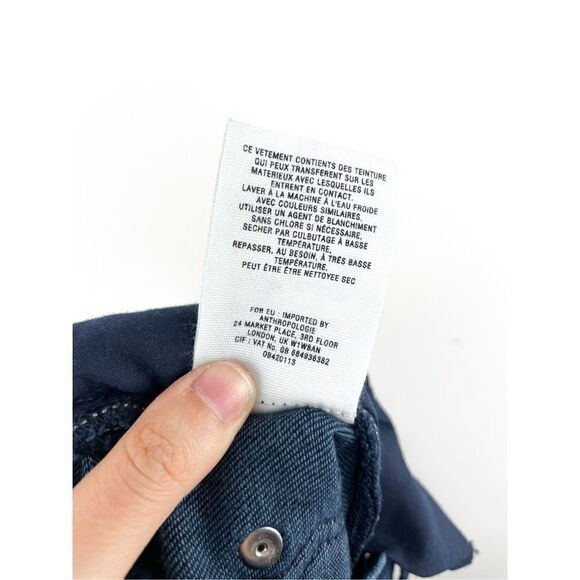 CE VETEMENT CONTIENTS DES TEINTURE
QUI PEUX TRANSFERENT SUR LES
MATERIEUX AVEC LESQUELLES ILS
ENTRENT EN CONTACT.
LAVER À LA MACHINE À L'EAU FROIDE
AVEC COULEURS SIMILAIRES,
UTILISER UN AGENT DE BLANCHIMENT
SANS CHLORE SI NÉCESSAIRE,
SECHER PAR CULBUTAGE À BASSE
TEMPÉRATURE,
REPASSER, AU BESOIN, À TRÈS BASSE
TEMPÉRATURE,
PEUT ÊTRE ÊTRE NETTOYEE SEC
FOR EU : IMPORTED BY
ANTHROPOLOGIE
24 MARKET PLACE, 3RD FLOOR
LONDON, UK W1W8AN
CIF : VAT No. GB 684936382
09420113